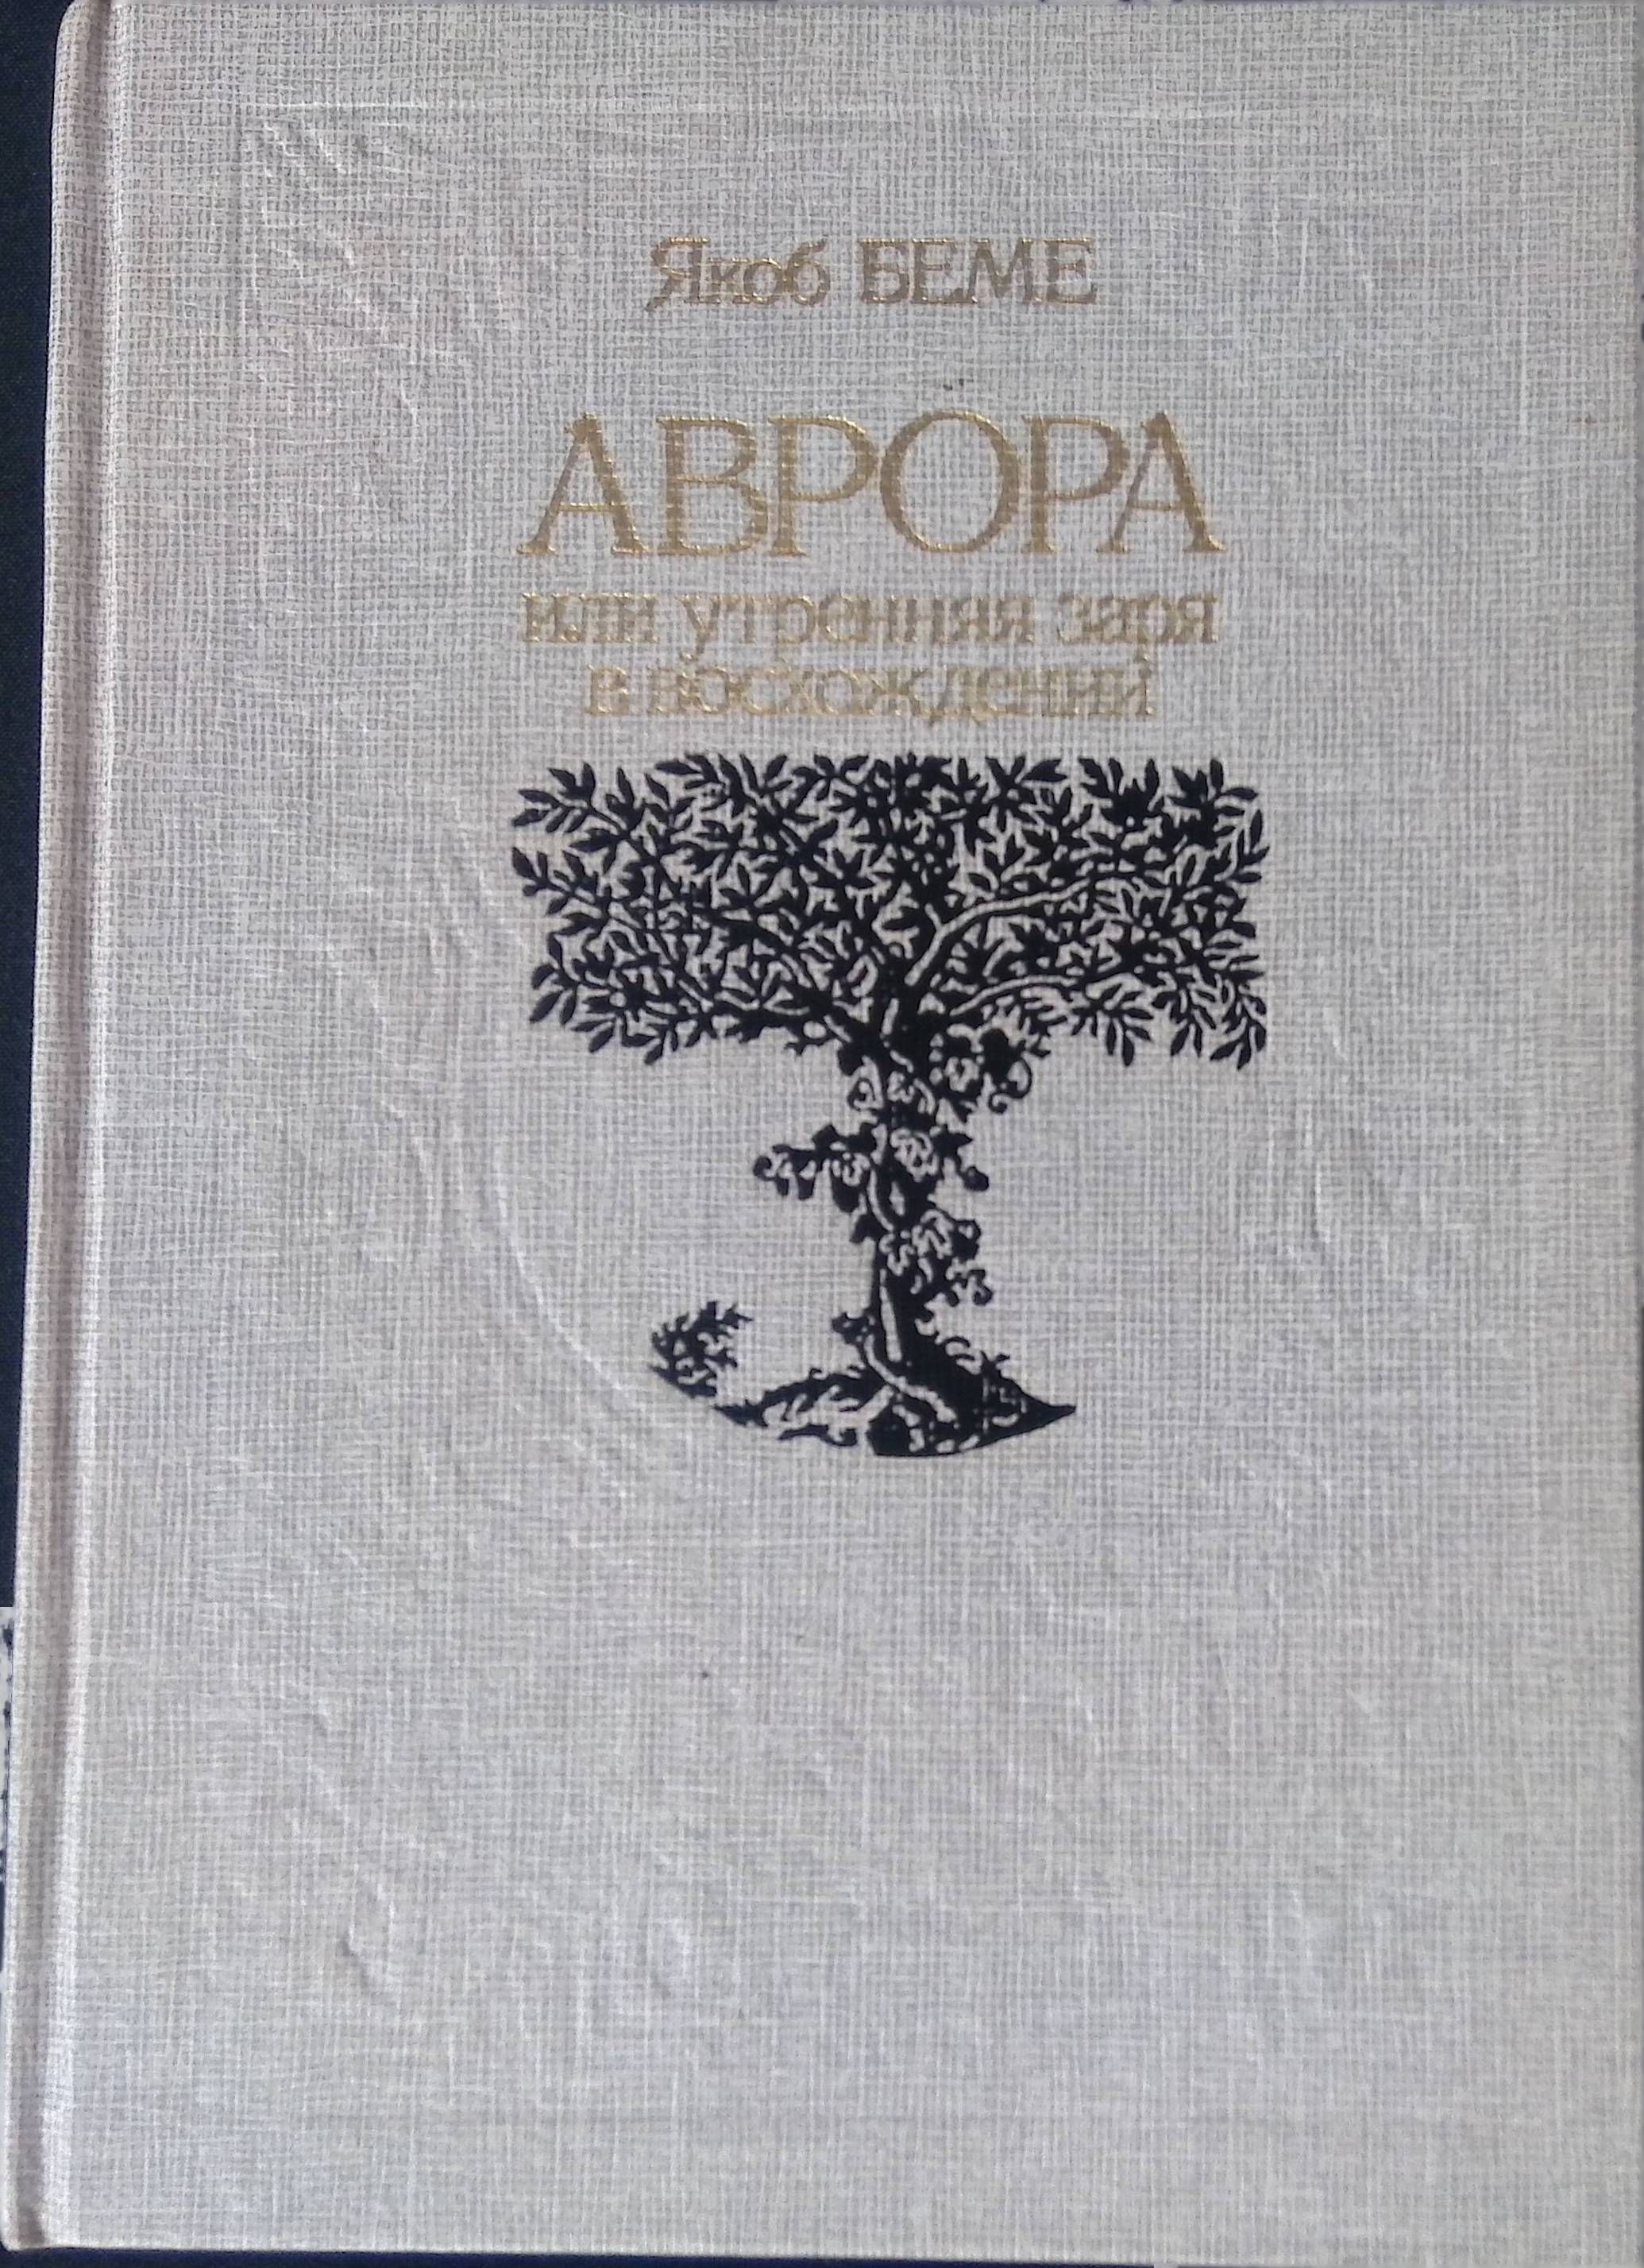 Якоб БЕМЕ
АВРОРА
или утренняя заря
в восхождении